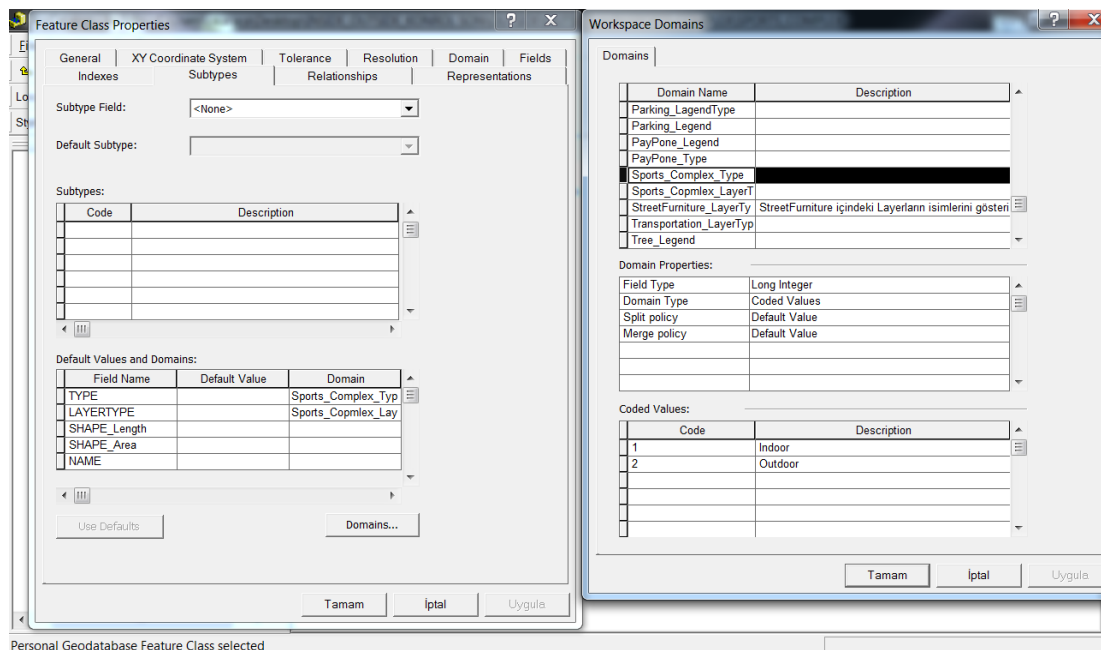 Feature Class Properties
General XY Coordinate System Tolerance Resolution Domain Fields
Indexes Subtypes Relationships Representations
Subtype Field: <None>
Default Subtype:
Subtypes:
Code Description
Default Values and Domains:
Field Name Default Value Domain
TYPE Sports_Complex_Typ
LAYERTYPE Sports_Copmlex_Lay
SHAPE_Length
SHAPE_Area
NAME
Use Defaults Domains...
Tamam İptal Uygula
Workspace Domains
Domains
Domain Name Description
Parking_LagendType
Parking_Legend
PayPone_Legend
PayPone_Type
Sports_Complex_Type
Sports_Copmlex_LayerT
StreetFurniture_LayerTy StreetFurniture içindeki Layerların isimlerini gösteri
Transportation_LayerTyp
Tree_Legend
Domain Properties:
Field Type Long Integer
Domain Type Coded Values
Split policy Default Value
Merge policy Default Value
Coded Values:
Code Description
1 Indoor
2 Outdoor
Tamam İptal Uygula
Personal Geodatabase Feature Class selected